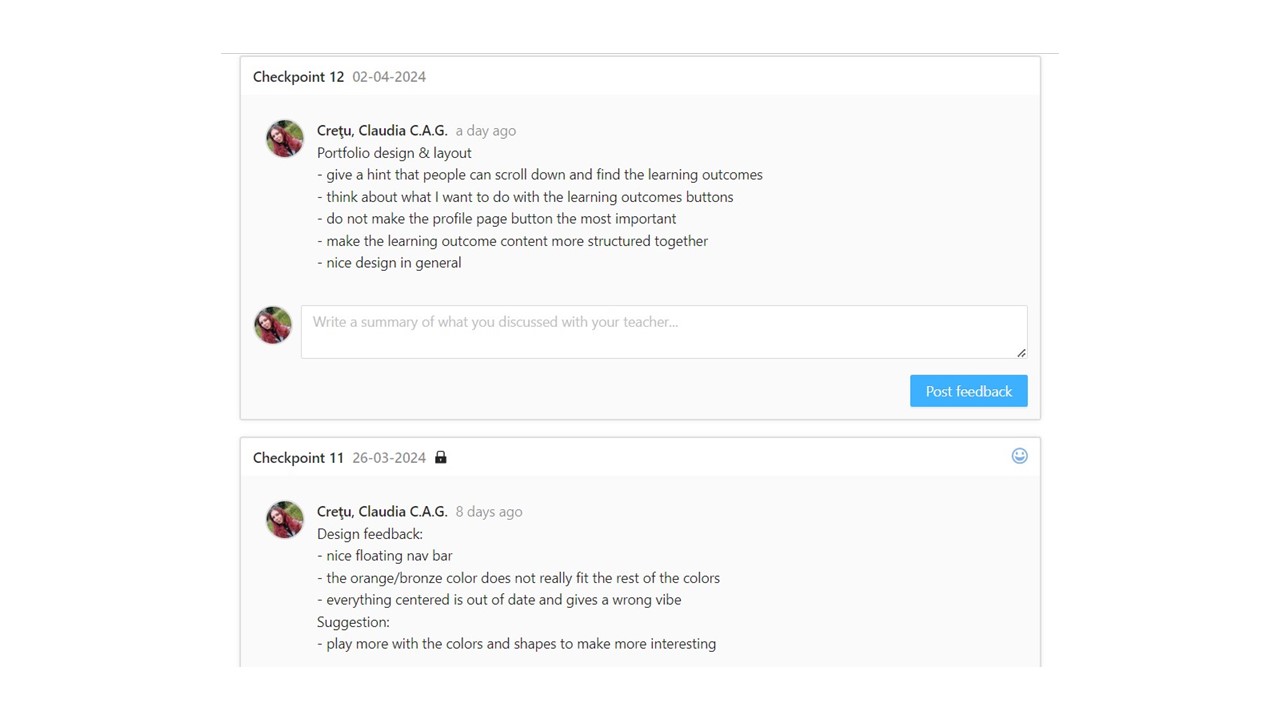 Checkpoint 12 02-04-2024
Creţu, Claudia C.A.G. a day ago
Portfolio design & layout
- give a hint that people can scroll down and find the learning outcomes
- think about what I want to do with the learning outcomes buttons
- do not make the profile page button the most important
- make the learning outcome content more structured together
- nice design in general
Write a summary of what you discussed with your teacher...
Post feedback
Checkpoint 11 26-03-2024
Creţu, Claudia C.A.G. 8 days ago
Design feedback:
- nice floating nav bar
- the orange/bronze color does not really fit the rest of the colors
- everything centered is out of date and gives a wrong vibe
Suggestion:
- play more with the colors and shapes to make more interesting